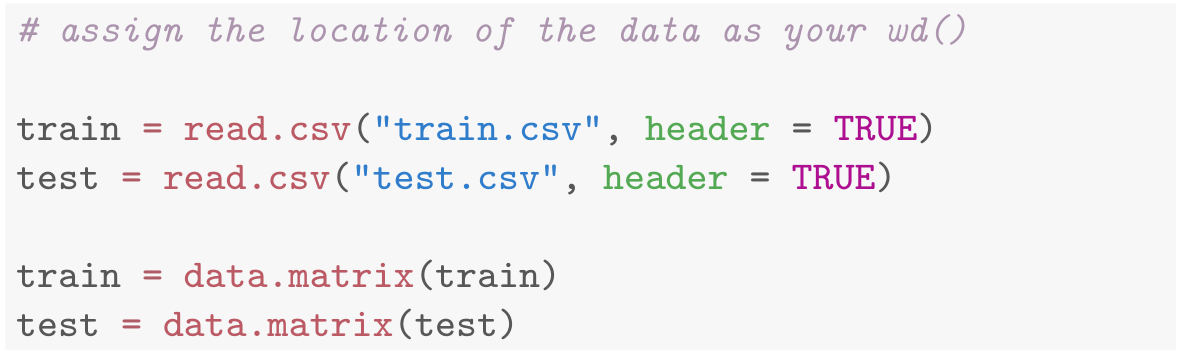 # assign the location of the data as your wd()
train = read.csv("train.csv", header = TRUE)
test = read.csv("test.csv", header = TRUE)
train = data.matrix(train)
test = data.matrix(test)